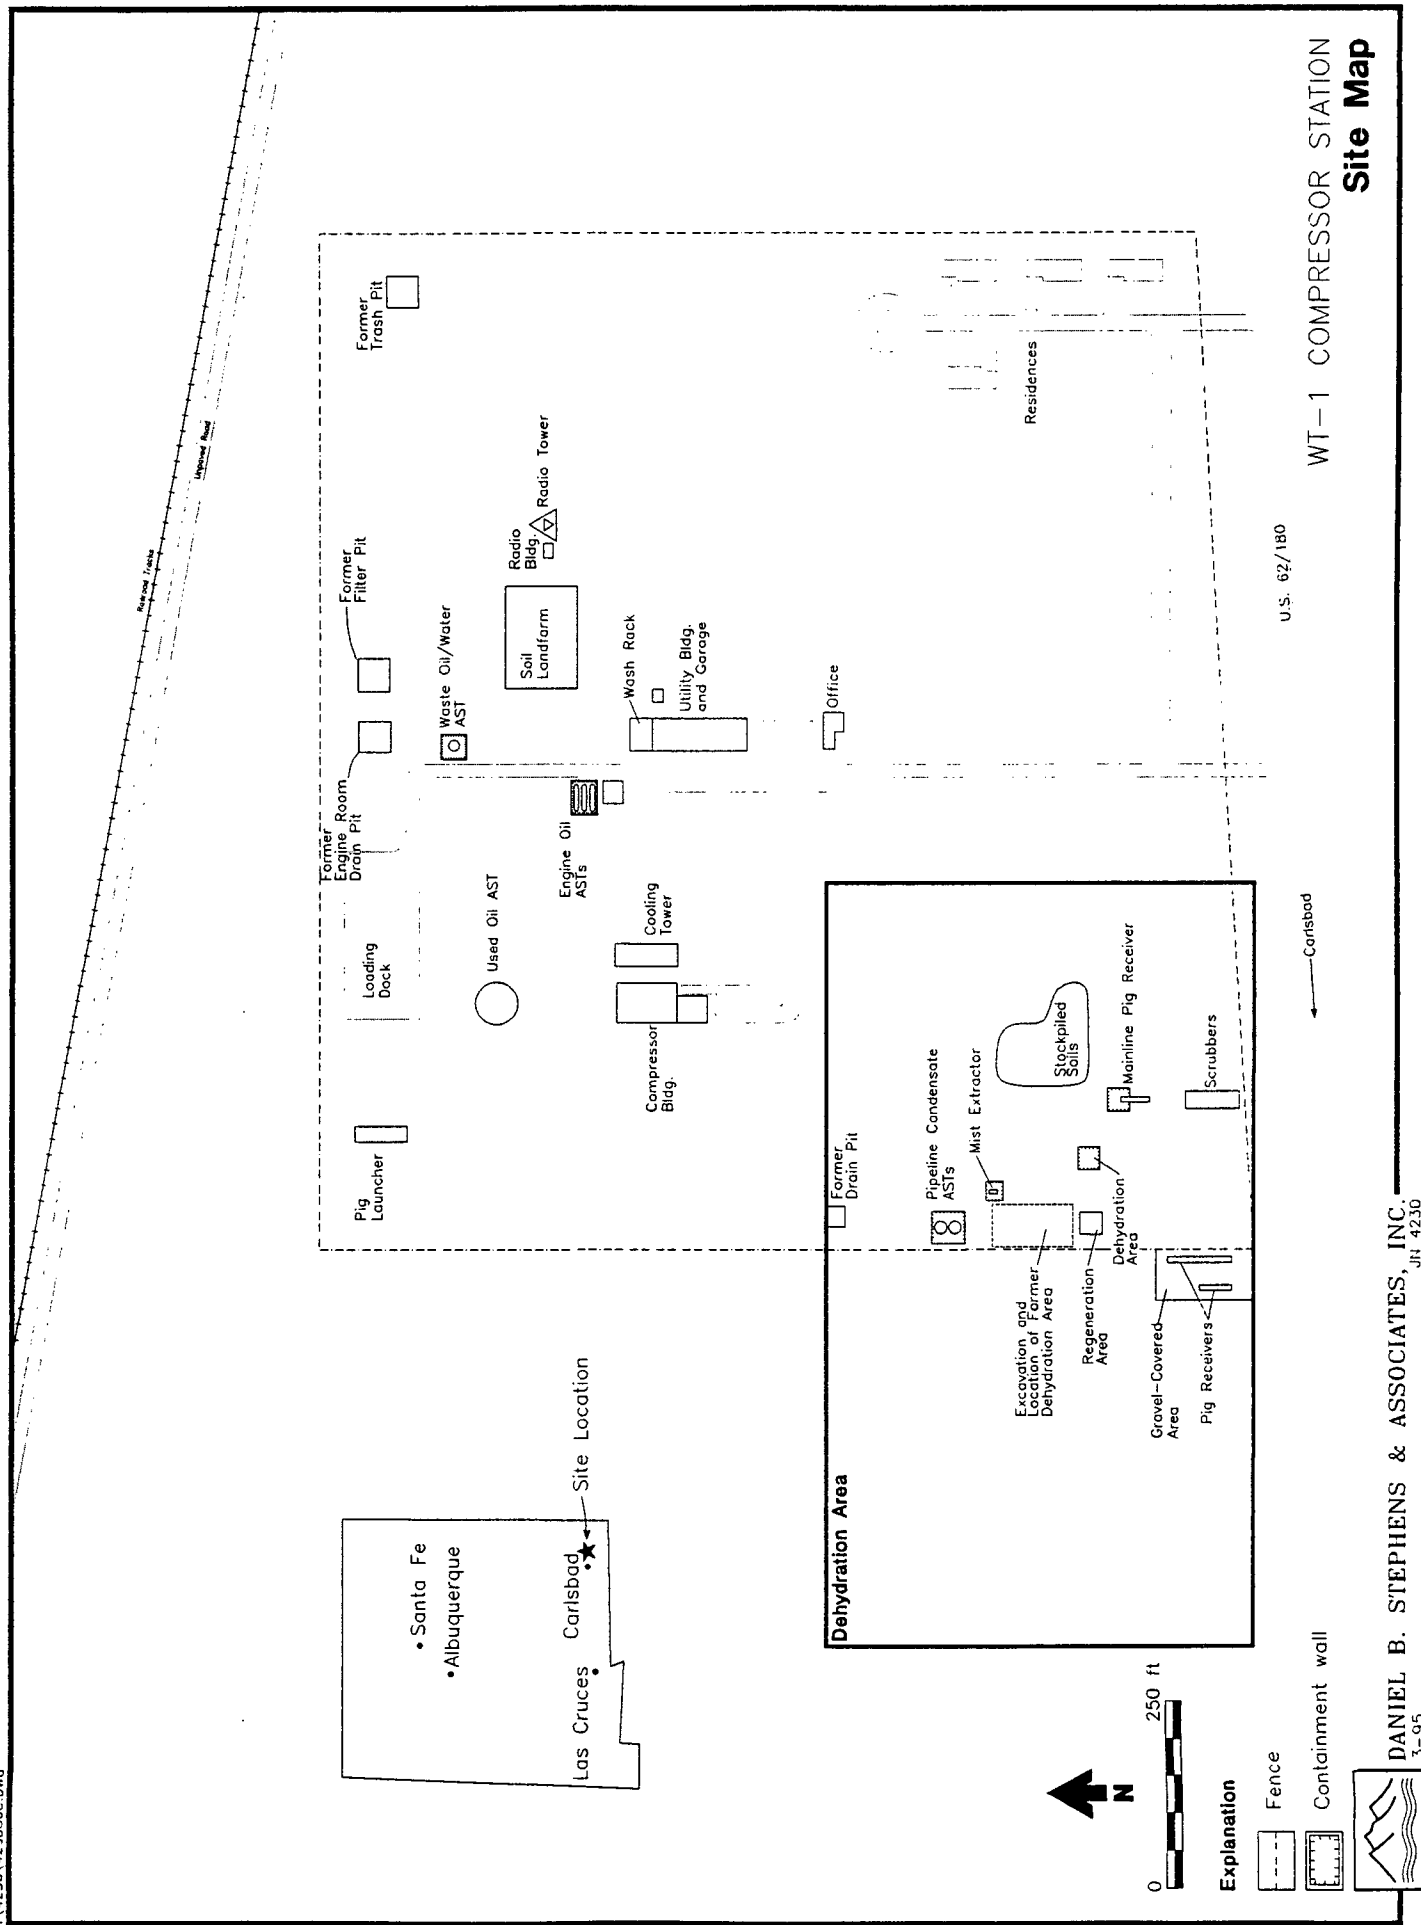 Railroad Tracks
Unpaved Road
Former
Trash Pit
Former
Filter Pit
Former
Engine Room
Drain Pit
Loading
Dock
Pig
Launcher
Waste Oil/Water
AST
Radio
Bldg.
Radio Tower
Soil
Landfarm
Used Oil AST
Engine Oil
ASTs
Wash Rack
Utility Bldg.
and Garage
Cooling
Tower
Compressor
Bldg.
Office
Residences
Santa Fe
Albuquerque
Carlsbad
Las Cruces
Site Location
Dehydration Area
Former
Drain Pit
Pipeline Condensate
ASTs
Mist Extractor
Stockpiled
Soils
Mainline Pig Receiver
Scrubbers
Excavation and
Location of Former
Dehydration Area
Regeneration
Area
Dehydration
Area
Gravel-Covered
Area
Pig Receivers
U.S. 62/180
Carlsbad
N
0 250 ft
Explanation
Fence
Containment wall
WT-1 COMPRESSOR STATION
Site Map
DANIEL B. STEPHENS & ASSOCIATES, INC.
3-95 JN 4230